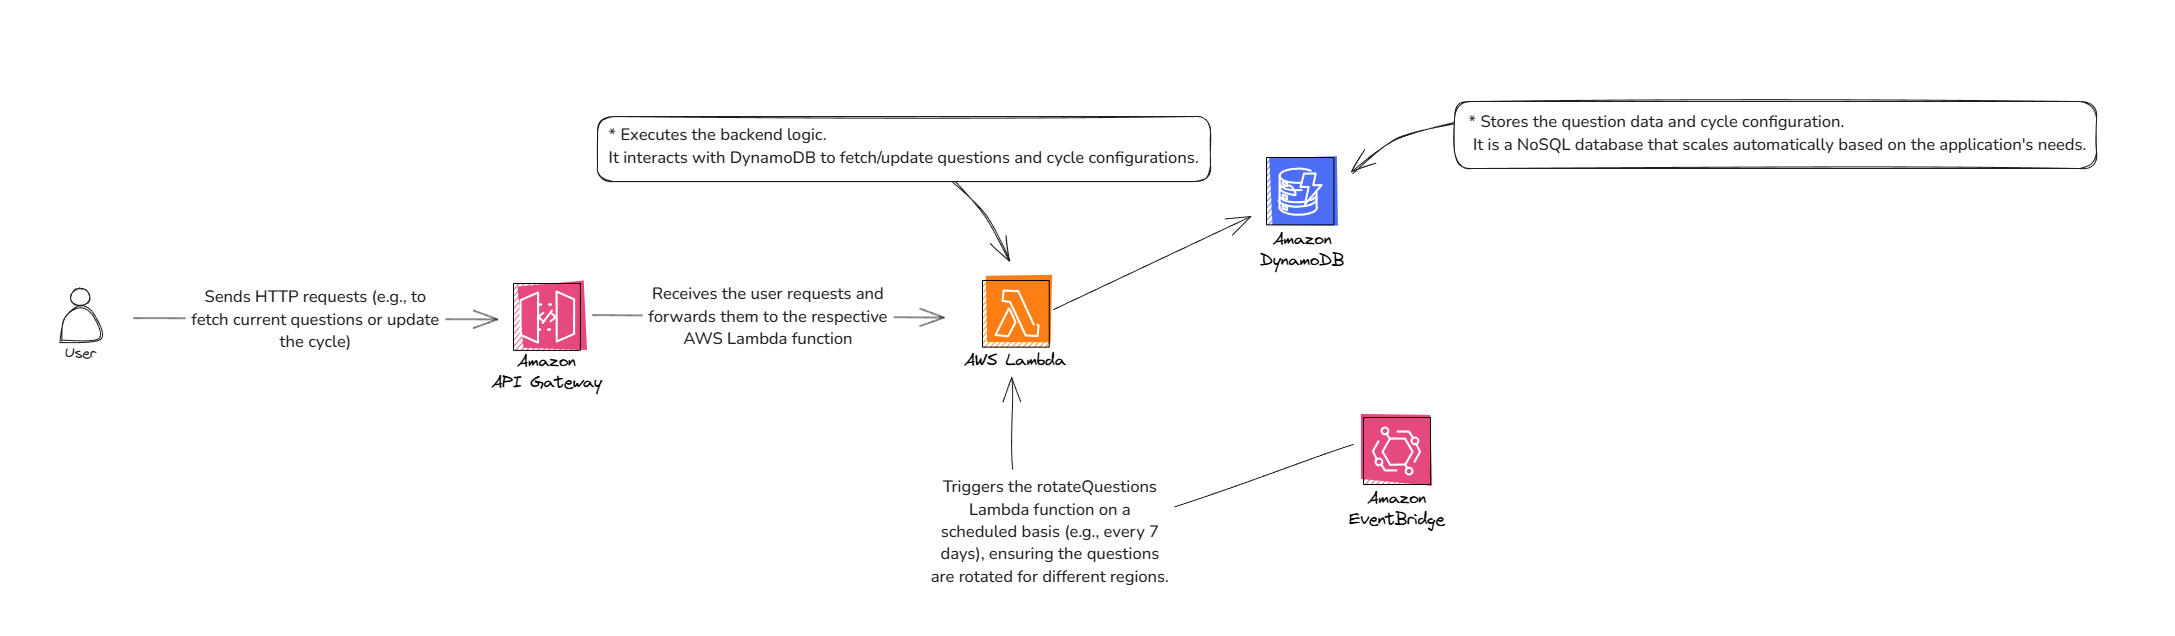 * Executes the backend logic.
It interacts with DynamoDB to fetch/update questions and cycle configurations.
* Stores the question data and cycle configuration.
It is a NoSQL database that scales automatically based on the application's needs.
Amazon
DynamoDB
User
Sends HTTP requests (e.g., to
fetch current questions or update
the cycle)
Amazon
API Gateway
Receives the user requests and
forwards them to the respective
AWS Lambda function
AWS Lambda
Triggers the rotateQuestions
Lambda function on a
scheduled basis (e.g., every 7
days), ensuring the questions
are rotated for different regions.
Amazon
EventBridge